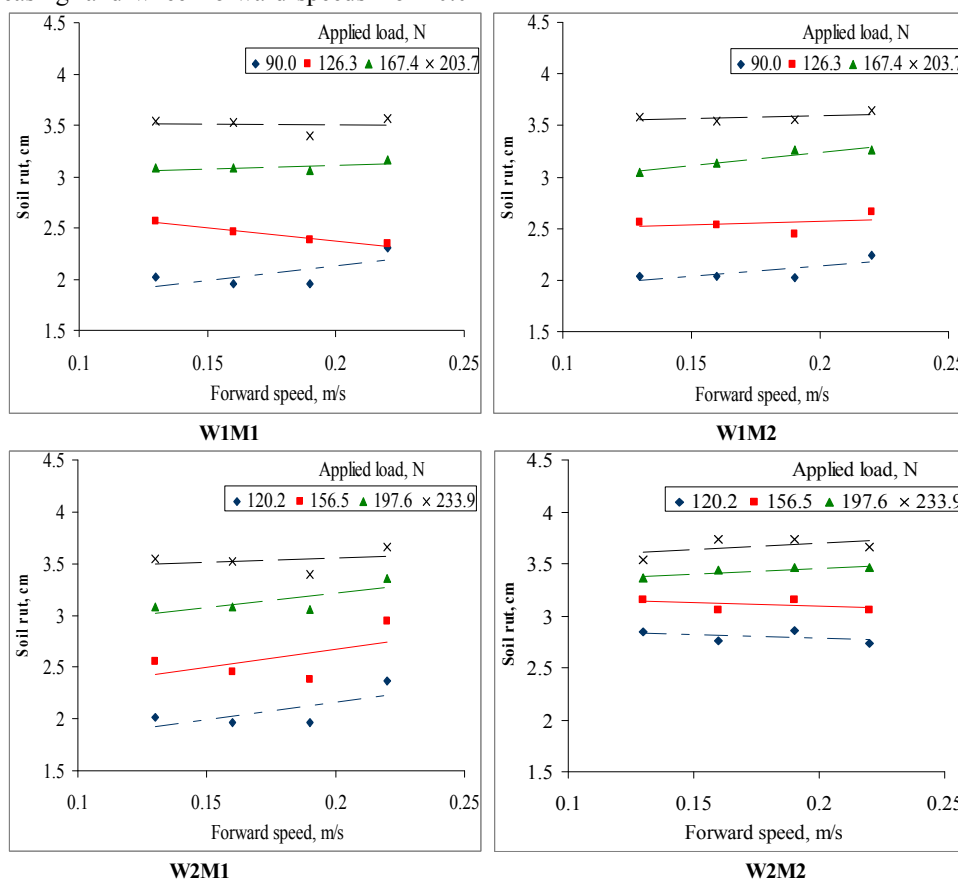 and forward speeds
4.5
Applied load, N
90.0 126.3 167.4 × 203.7
4
3.5
3
2.5
2
1.5
Soil rut, cm
0.1 0.15 0.2 0.25
Forward speed, m/s
W1M1
4.5
Applied load, N
90.0 126.3 167.4 × 203.7
4
3.5
3
2.5
2
1.5
Soil rut, cm
0.1 0.15 0.2 0.25
Forward speed, m/s
W1M2
4.5
Applied load, N
120.2 156.5 197.6 × 233.9
4
3.5
3
2.5
2
1.5
Soil rut, cm
0.1 0.15 0.2 0.25
Forward speed, m/s
W2M1
4.5
Applied load, N
120.2 156.5 197.6 × 233.9
4
3.5
3
2.5
2
1.5
Soil rut, cm
0.1 0.15 0.2 0.25
Forward speed, m/s
W2M2